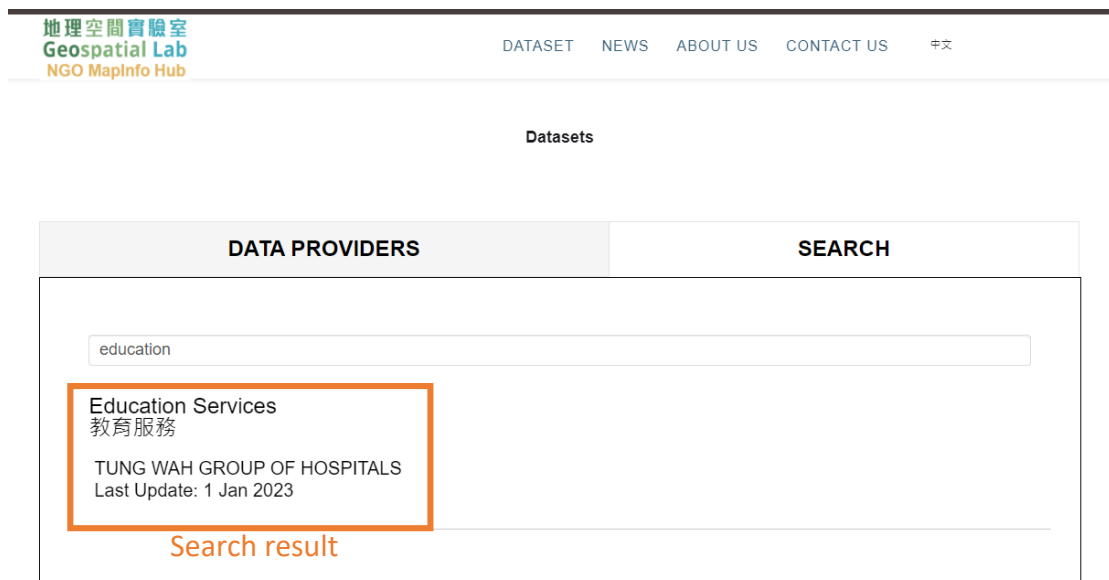 地理空間實驗室
Geospatial Lab
NGO MapInfo Hub
DATASET NEWS ABOUT US CONTACT US 中文
Datasets
DATA PROVIDERS SEARCH
education
Education Services
教育服務
TUNG WAH GROUP OF HOSPITALS
Last Update: 1 Jan 2023
Search result